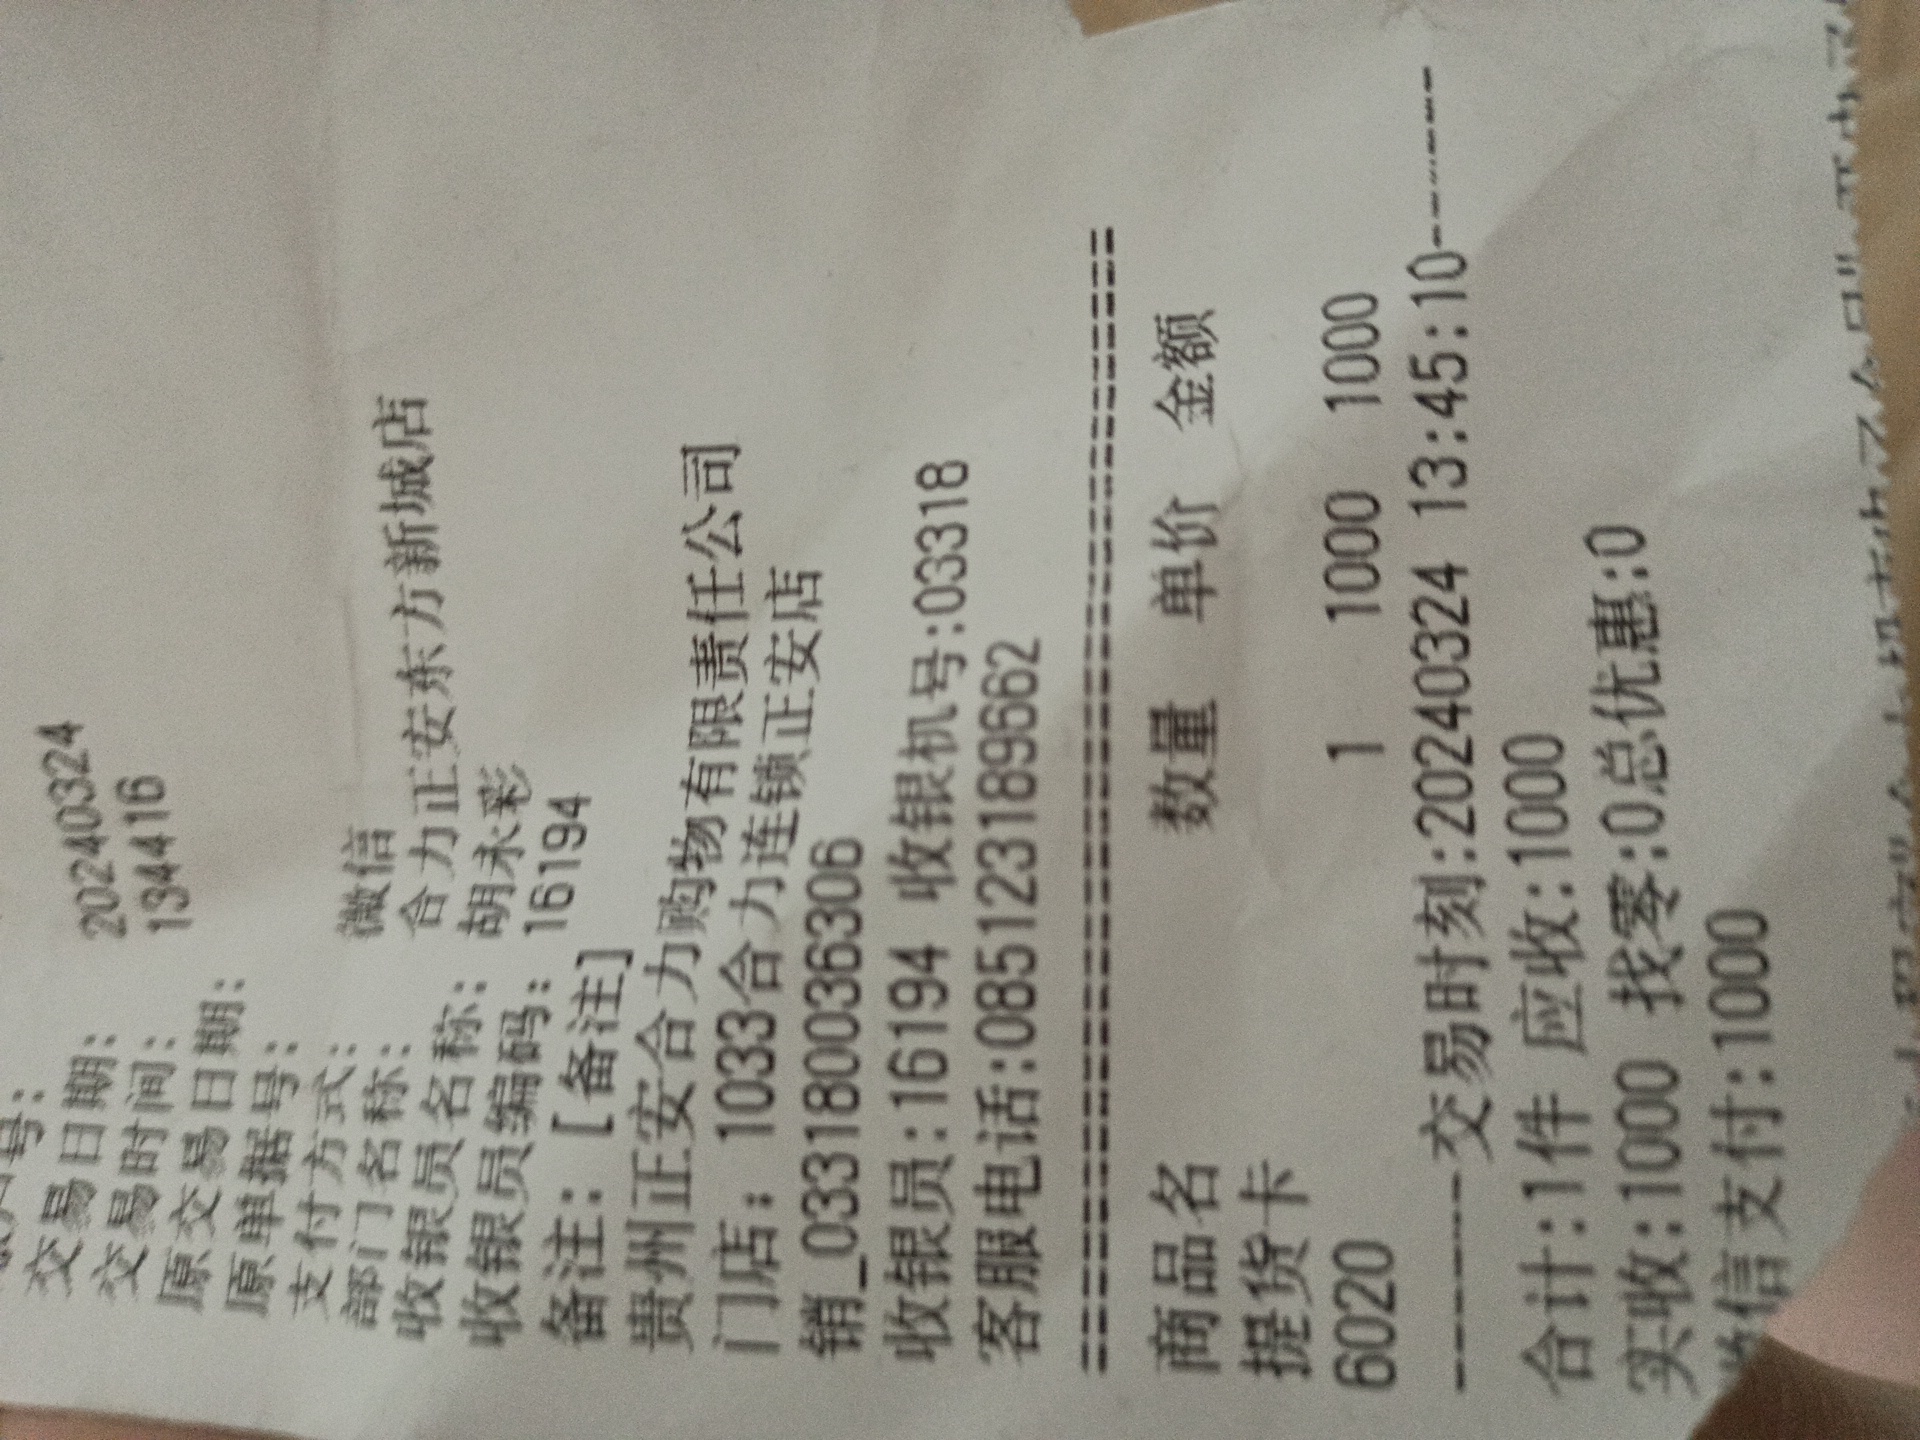 号：
交易日期： 20240324
交易时间： 134416
原交易日期：
原单据号：
支付方式： 微信
部门名称： 合力正安东方新城店
收银员名称： 胡永彩
收银员编码： 16194
备注：[备注]
贵州正安合力购物有限责任公司
门店：1033合力连锁正安店
销_0331800036306
收银员:16194 收银机号:03318
客服电话:085123189662
==============================
商品名 数量 单价 金额
提货卡
6020 1 1000 1000
--------交易时刻:20240324 13:45:10--------
合计:1件 应收:1000
实收:1000 找零:0总优惠:0
微信支付:1000